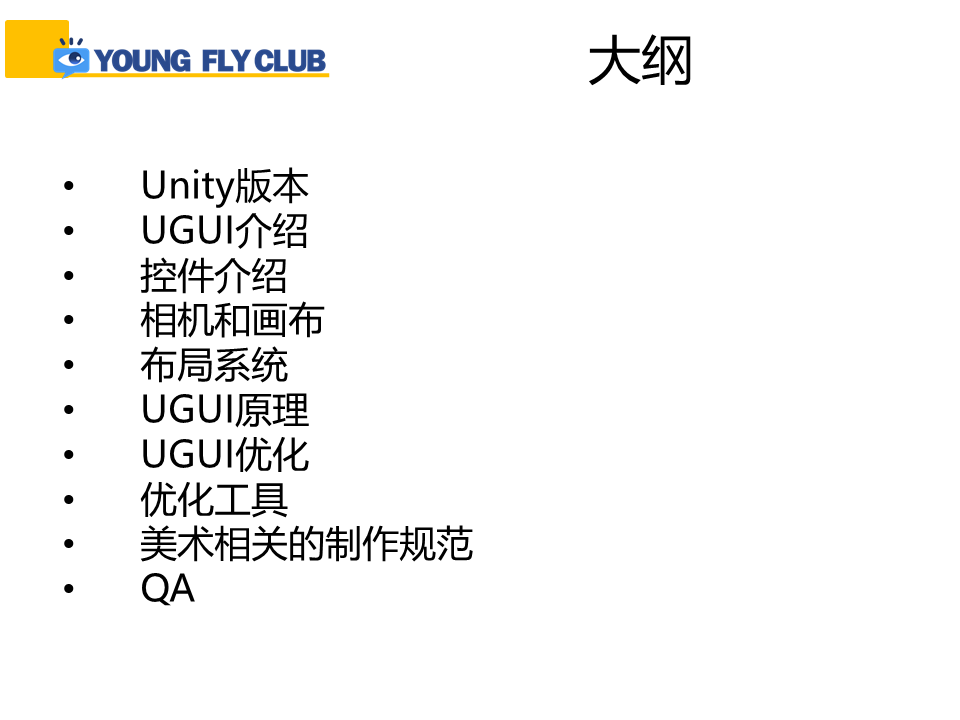 YOUNG FLY CLUB
大纲
• Unity版本
• UGUI介绍
• 控件介绍
• 相机和画布
• 布局系统
• UGUI原理
• UGUI优化
• 优化工具
• 美术相关的制作规范
• QA